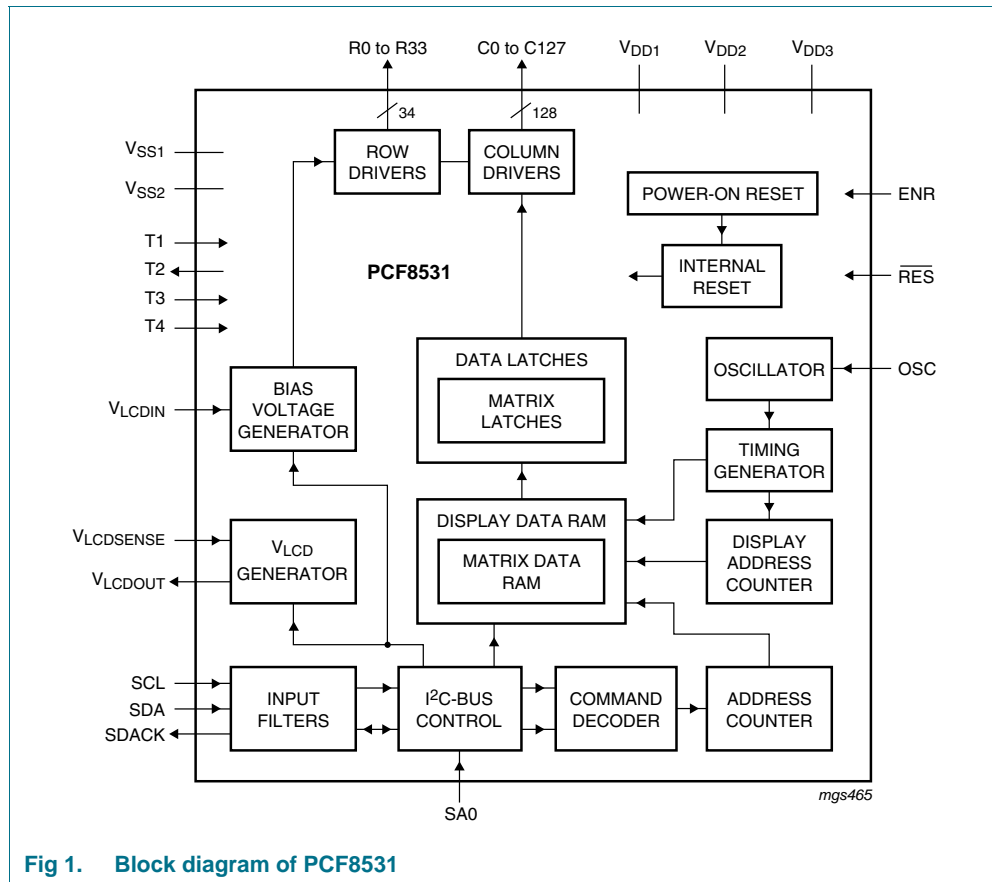 R0 to R33
C0 to C127
VDD1
VDD2
VDD3
34
128
VSS1
VSS2
T1
T2
T3
T4
ROW
DRIVERS
COLUMN
DRIVERS
POWER-ON RESET
ENR
INTERNAL
RESET
RES
PCF8531
DATA LATCHES
MATRIX
LATCHES
OSCILLATOR
OSC
BIAS
VOLTAGE
GENERATOR
VLCDIN
TIMING
GENERATOR
DISPLAY DATA RAM
MATRIX DATA
RAM
DISPLAY
ADDRESS
COUNTER
VLCDSENSE
VLCDOUT
VLCD
GENERATOR
SCL
SDA
SDACK
INPUT
FILTERS
I²C-BUS
CONTROL
COMMAND
DECODER
ADDRESS
COUNTER
SA0
mgs465
Fig 1. Block diagram of PCF8531